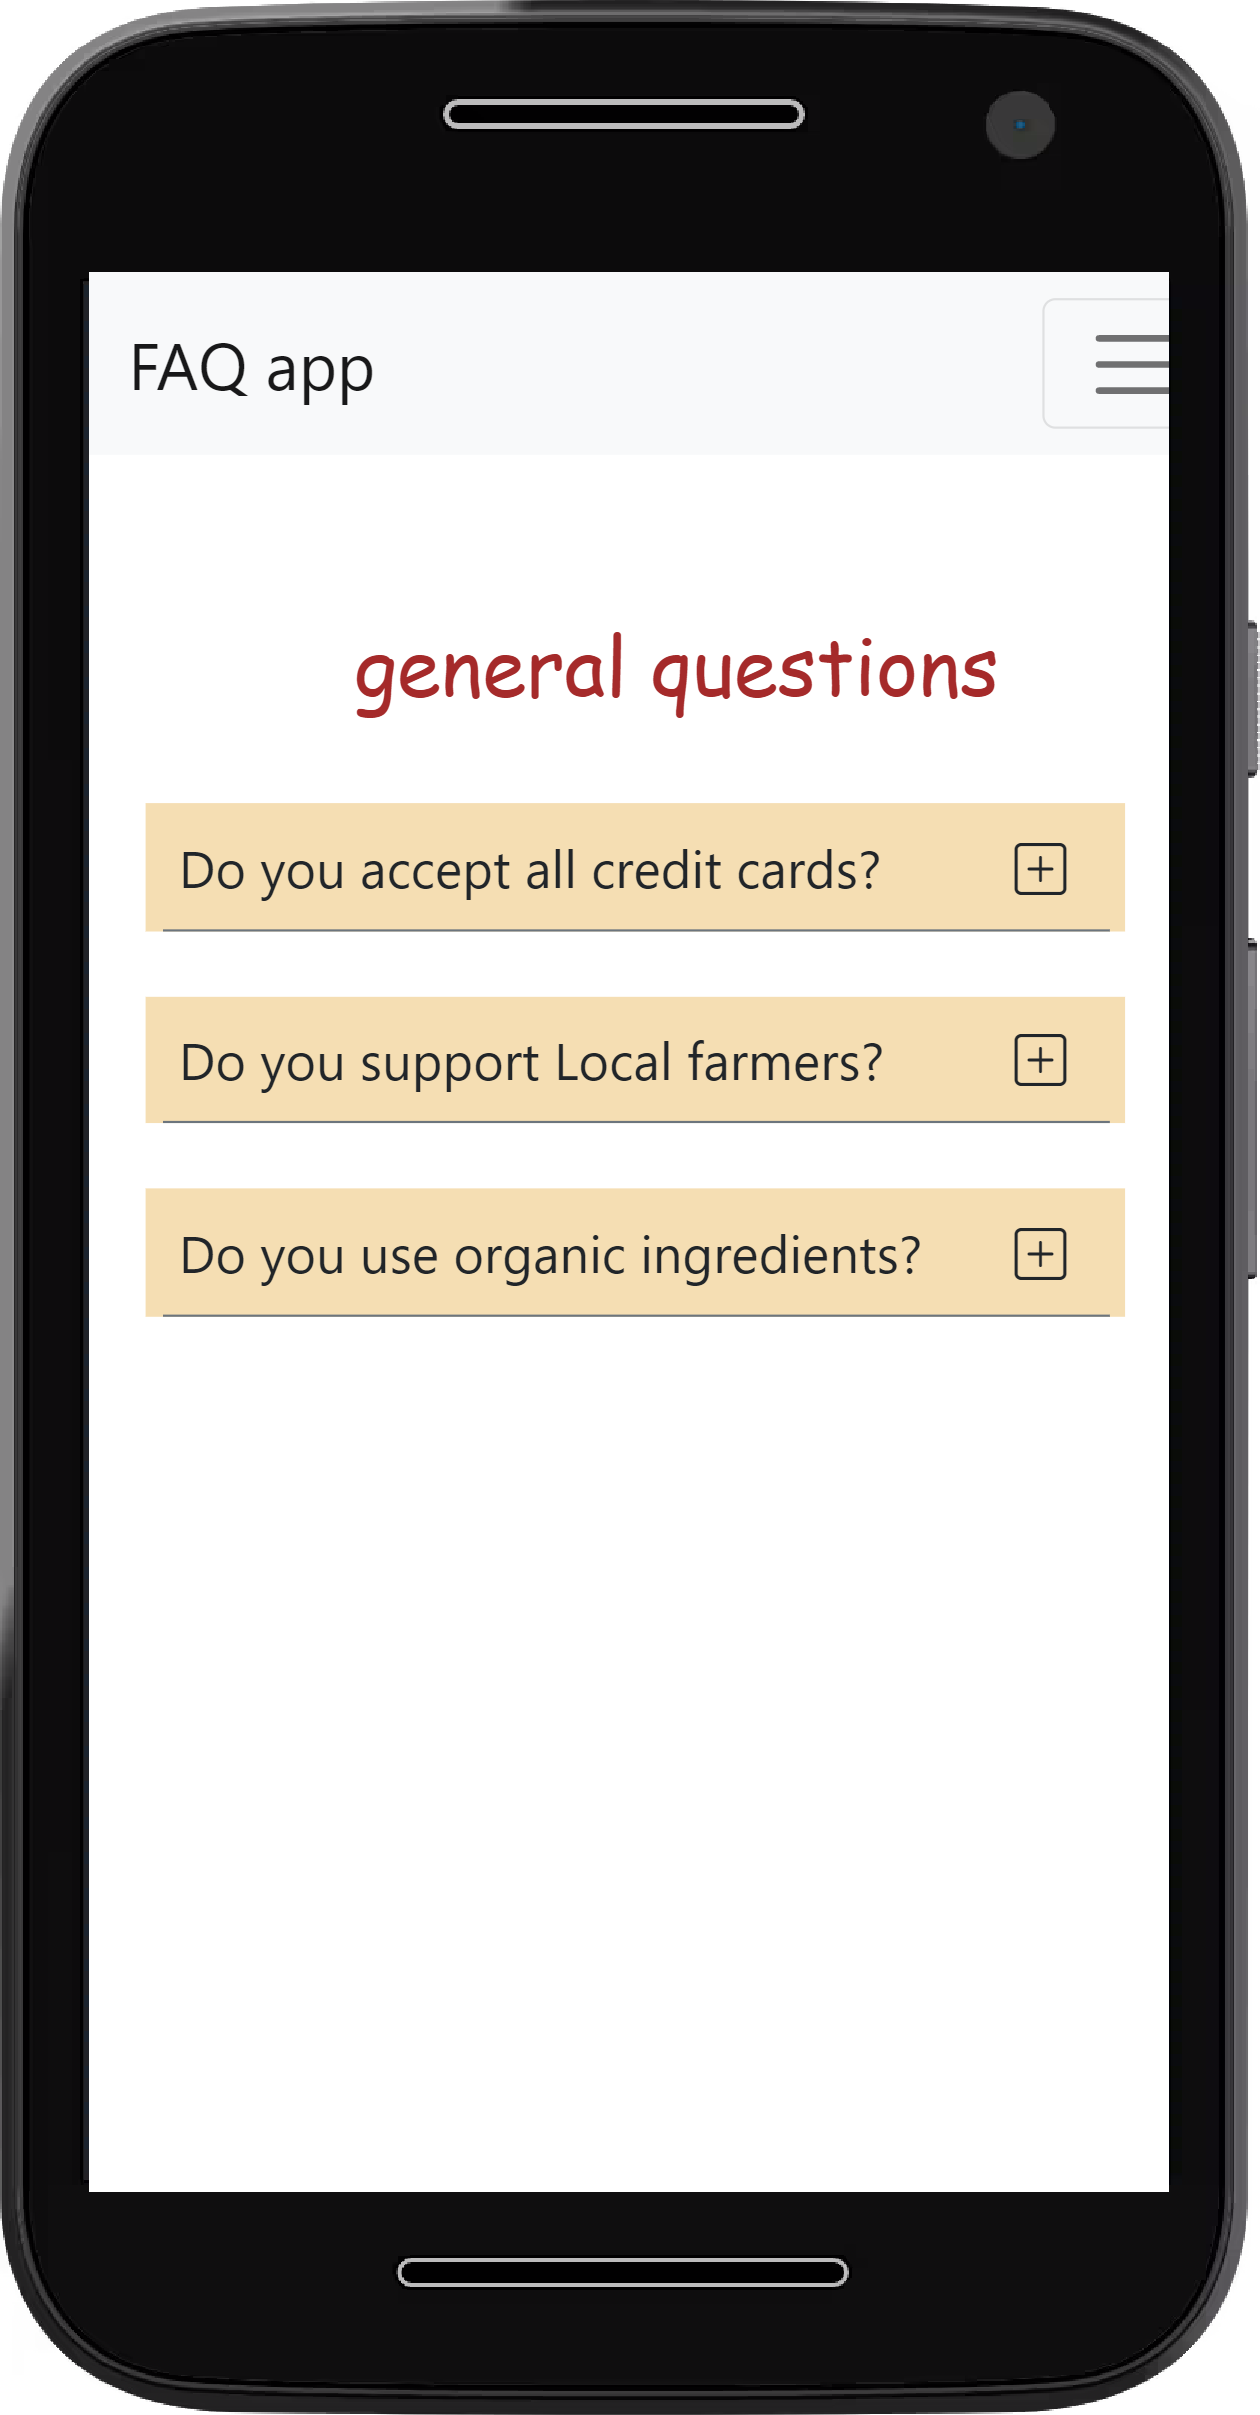 FAQ app
general questions
Do you accept all credit cards?
Do you support Local farmers?
Do you use organic ingredients?